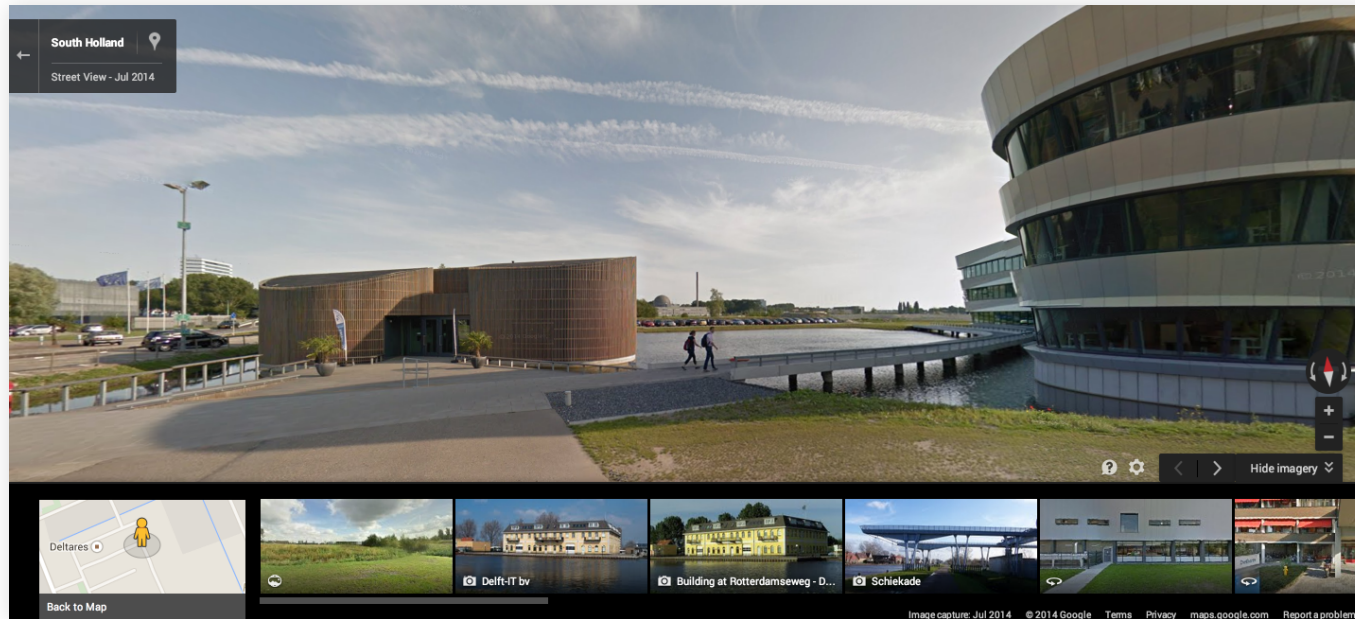 South Holland
Street View - Jul 2014
© 2014
Hide imagery
Deltares
Back to Map
Delft-IT bv
Building at Rotterdamseweg - D...
Schiekade
Image capture: Jul 2014 © 2014 Google Terms Privacy maps.google.com Report a problem